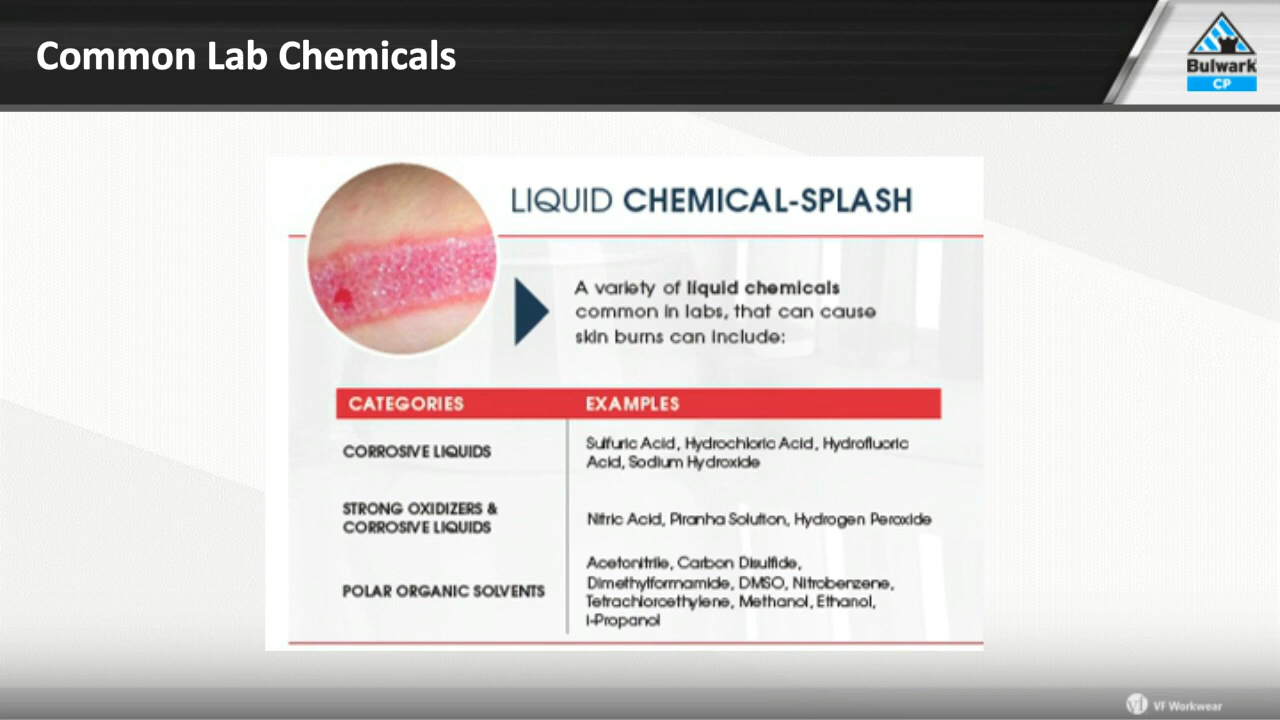 Common Lab Chemicals
Bulwark
CP
LIQUID CHEMICAL-SPLASH
A variety of liquid chemicals
common in labs, that can cause
skin burns can include:
CATEGORIES EXAMPLES
CORROSIVE LIQUIDS
Sulfuric Acid, Hydrochloric Acid, Hydrofluoric
Acid, Sodium Hydroxide
STRONG OXIDIZERS &
CORROSIVE LIQUIDS
Nitric Acid, Piranha Solution, Hydrogen Peroxide
POLAR ORGANIC SOLVENTS
Acetonitrile, Carbon Disulfide,
Dimethylformamide, DMSO, Nitrobenzene,
Tetrachloroethylene, Methanol, Ethanol,
I-Propanol
VF Workwear